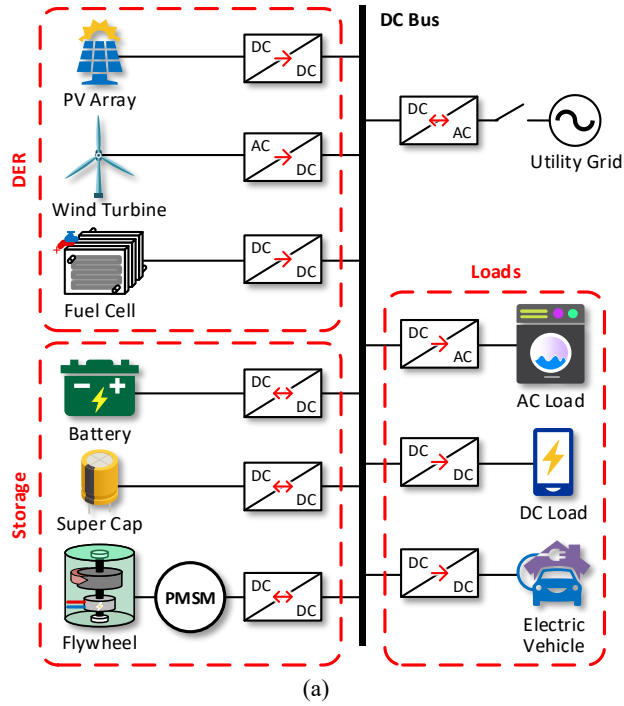 DC Bus
DER
DC
DC
PV Array
AC
DC
Wind Turbine
DC
DC
Fuel Cell
DC
AC
Utility Grid
Storage
DC
DC
Battery
DC
DC
Super Cap
PMSM
DC
DC
Flywheel
Loads
DC
AC
AC Load
DC
DC
DC Load
DC
DC
Electric
Vehicle
(a)